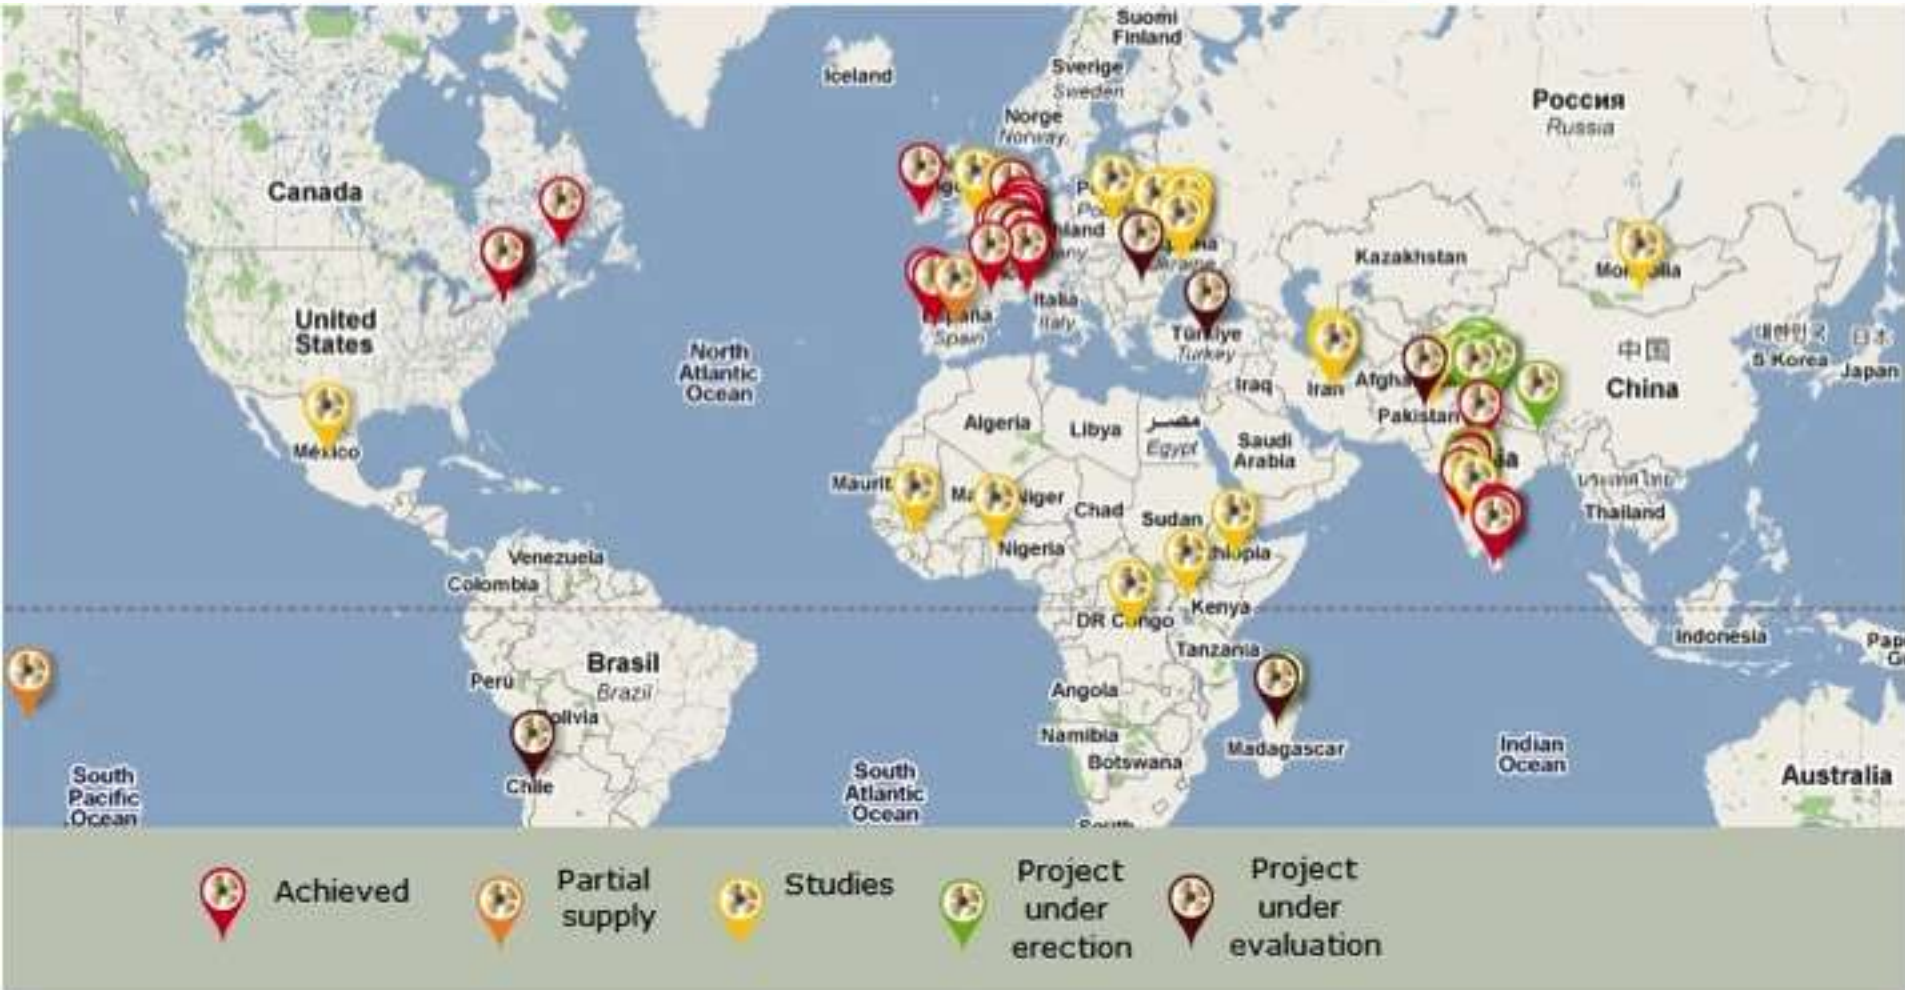 Suomi
Finland
Iceland
Sverige
Sweden
Norge
Norway
Россия
Russia
Canada
United
States
México
North
Atlantic
Ocean
Italia
Italy
Spain
Türkiye
Turkey
Kazakhstan
Iraq
Iran
Pakistan
中国
China
대한민국
S Korea
日本
Japan
Algeria
Libya
مصر
Egypt
Saudi
Arabia
Niger
Chad
Sudan
Nigeria
Kenya
DR Congo
Tanzania
Angola
Namibia
Botswana
Madagascar
Thailand
Indonesia
Venezuela
Colombia
Brasil
Brazil
Perú
Chile
South
Pacific
Ocean
South
Atlantic
Ocean
Indian
Ocean
Australia
Achieved
Partial
supply
Studies
Project
under
erection
Project
under
evaluation